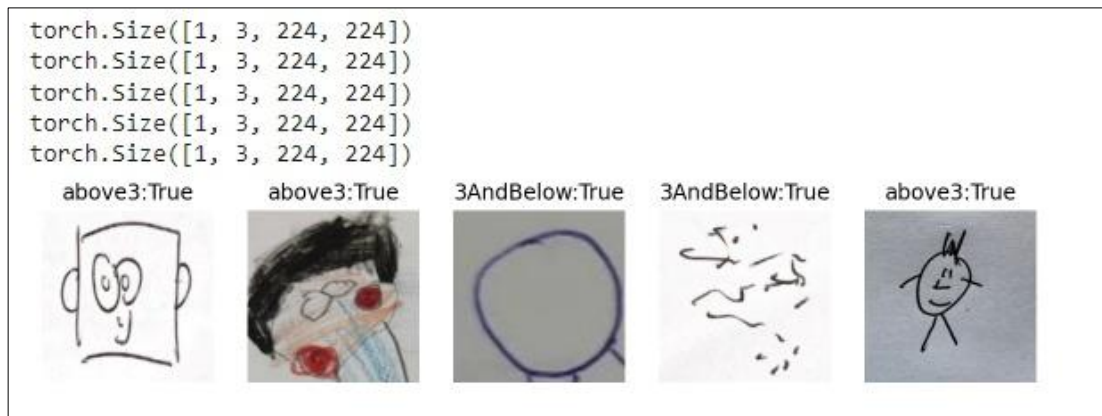 torch.Size([1, 3, 224, 224])
torch.Size([1, 3, 224, 224])
torch.Size([1, 3, 224, 224])
torch.Size([1, 3, 224, 224])
torch.Size([1, 3, 224, 224])
above3:True above3:True 3AndBelow:True 3AndBelow:True above3:True